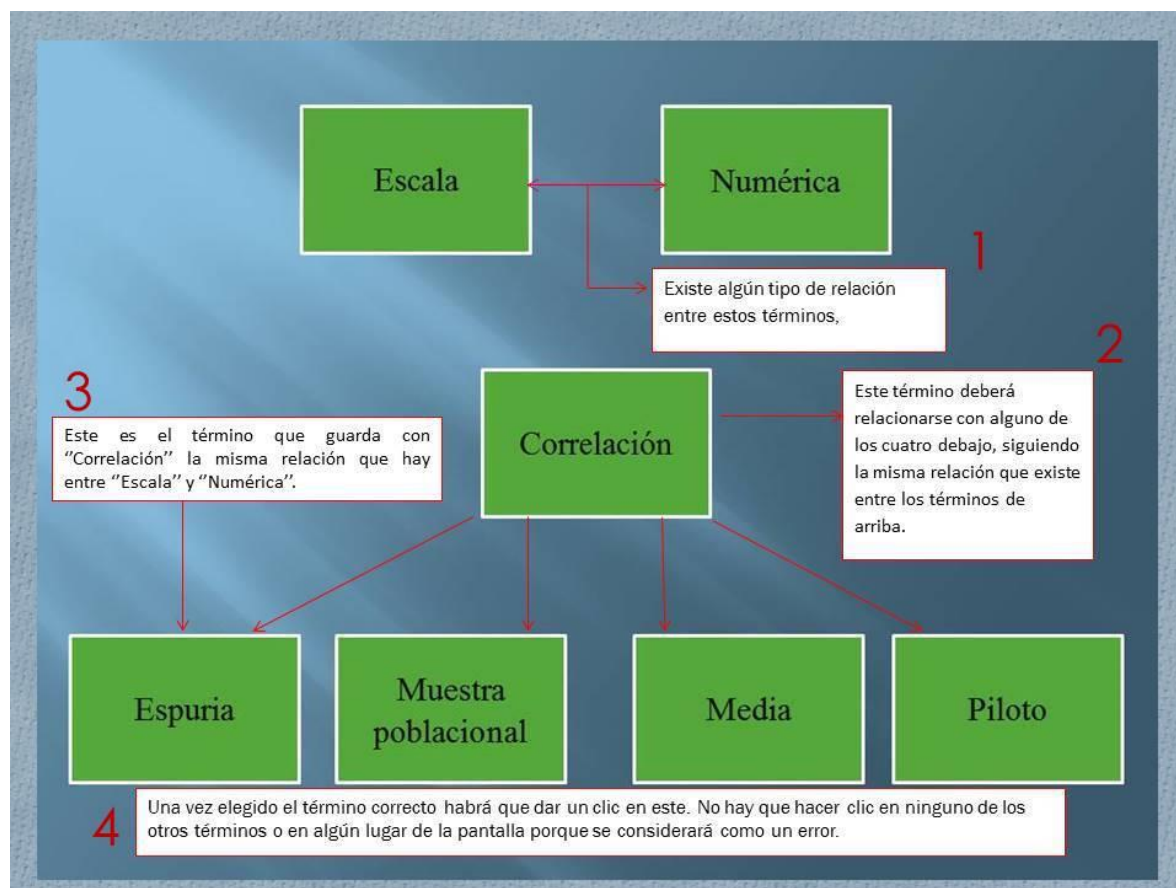 Escala
Numérica
1
Existe algún tipo de relación
entre estos términos,
2
Este término deberá
relacionarse con alguno de
los cuatro debajo, siguiendo
la misma relación que existe
entre los términos de
arriba.
3
Este es el término que guarda con
“Correlación” la misma relación que hay
entre “Escala” y “Numérica”.
Correlación
Espuria
Muestra
poblacional
Media
Piloto
4
Una vez elegido el término correcto habrá que dar un clic en este. No hay que hacer clic en ninguno de los
otros términos o en algún lugar de la pantalla porque se considerará como un error.